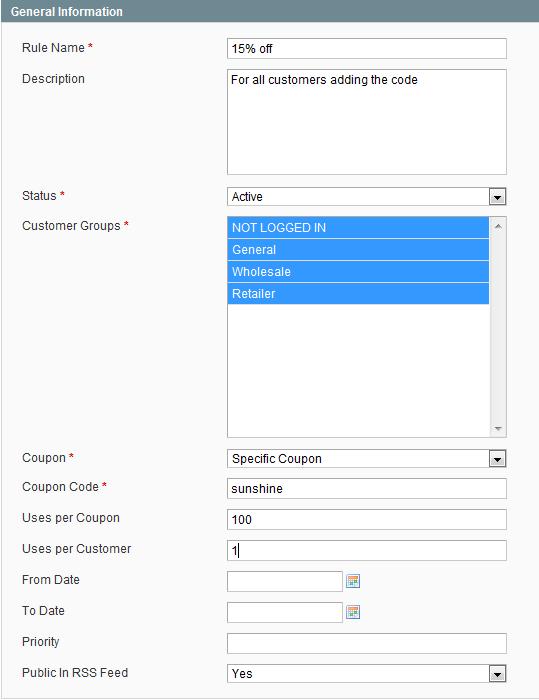 General Information
Rule Name * 15% off
Description For all customers adding the code
Status * Active
Customer Groups * NOT LOGGED IN
General
Wholesale
Retailer
Coupon * Specific Coupon
Coupon Code * sunshine
Uses per Coupon 100
Uses per Customer 1
From Date
To Date
Priority
Public In RSS Feed Yes